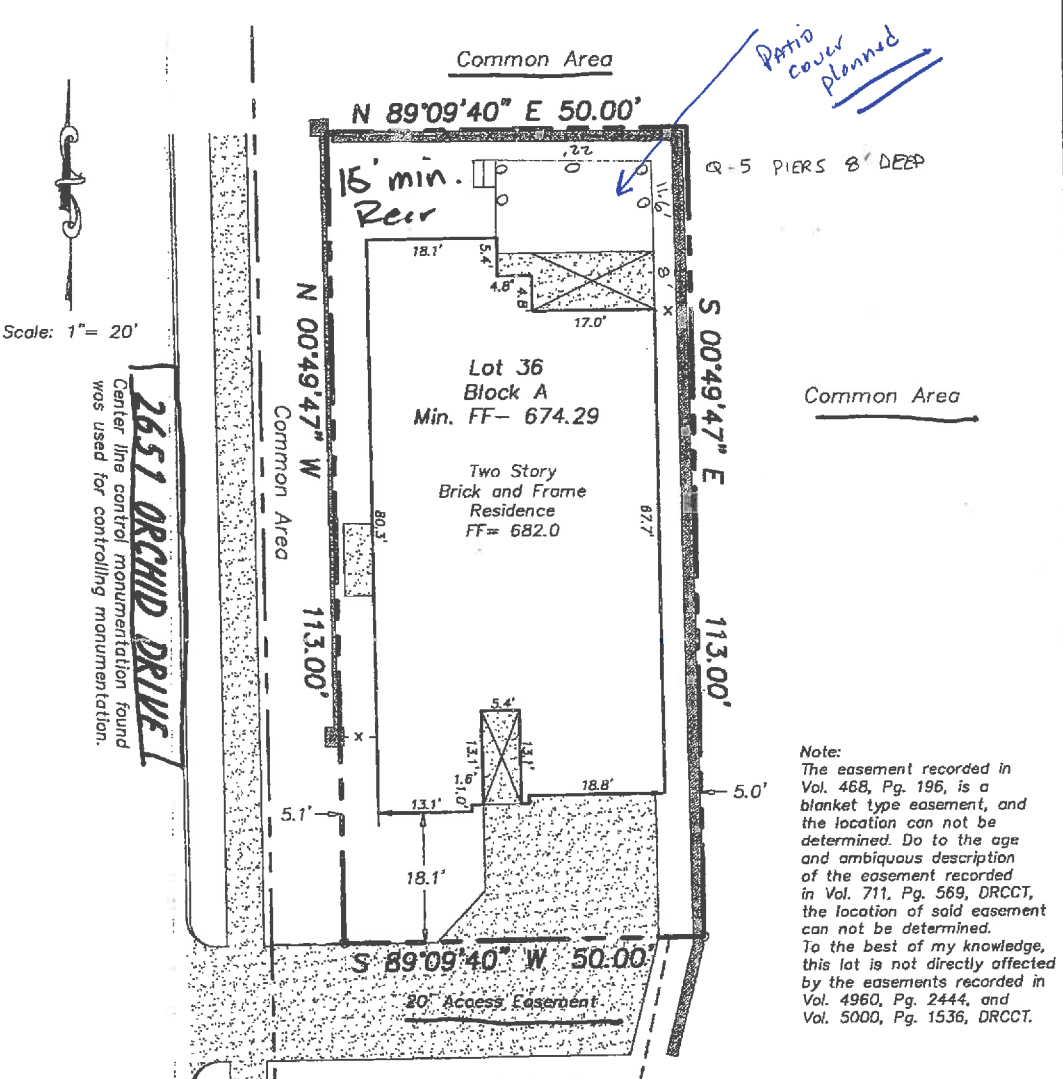 Common Area
Patio
cover
planned
N 89°09'40" E 50.00'
22'
Q-5 PIERS 8' DEEP
15' min.
Rear
11'-6"
18.1'
5.4'
4.8'
4.8
8'
x
17.0'
Scale: 1"= 20'
N 00°49'47" W 113.00'
S 00°49'47" E 113.00'
Lot 36
Block A
Min. FF- 674.29
Common Area
Two Story
Brick and Frame
Residence
FF= 682.0
2651 ORCHID DRIVE
Center line control monumentation found
was used for controlling monumentation.
Common Area
80.3'
67.7'
5.4'
x
13.1'
13.1'
1.6'
1.0'
13.1'
18.8'
5.1'
5.0'
18.1'
S 89°09'40" W 50.00'
20' Access Easement
Note:
The easement recorded in
Vol. 468, Pg. 196, is a
blanket type easement, and
the location can not be
determined. Do to the age
and ambiquous description
of the easement recorded
in Vol. 711, Pg. 569, DRCCT,
the location of said easement
can not be determined.
To the best of my knowledge,
this lot is not directly affected
by the easements recorded in
Vol. 4960, Pg. 2444, and
Vol. 5000, Pg. 1536, DRCCT.